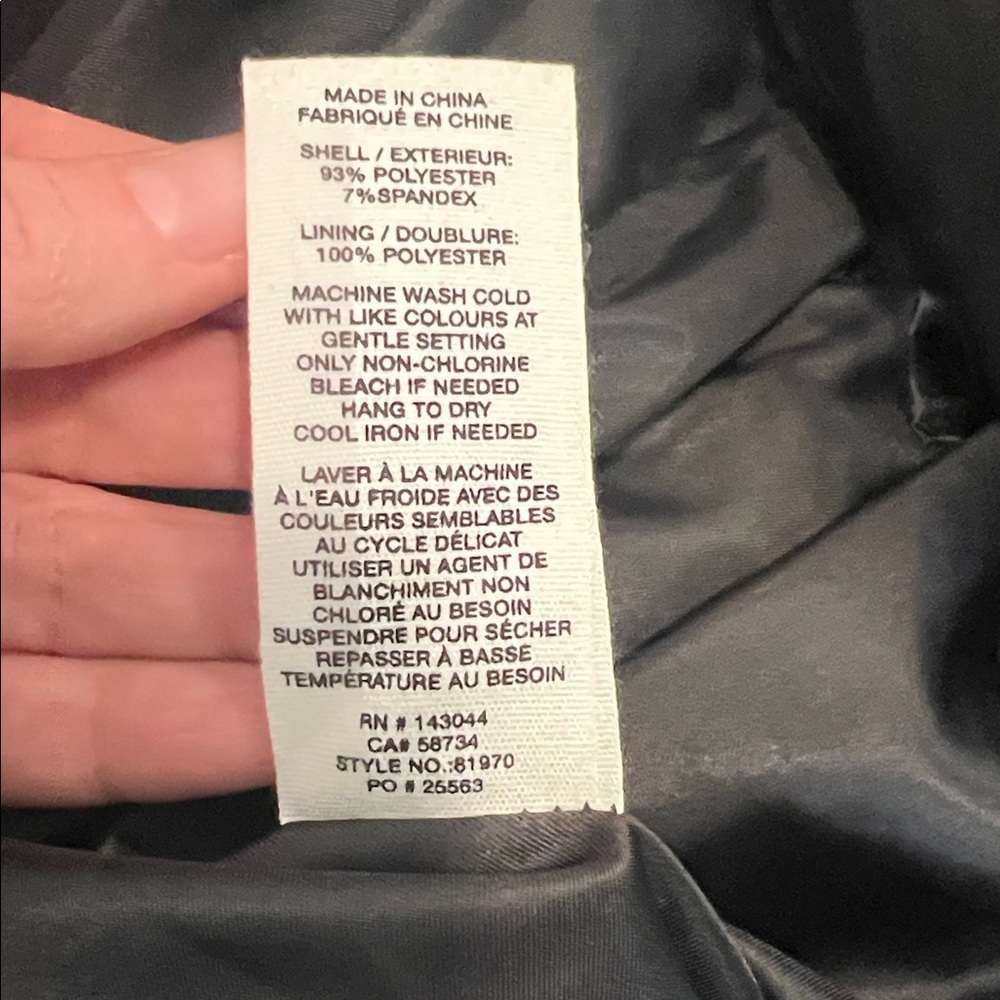 MADE IN CHINA
FABRIQUÉ EN CHINE
SHELL / EXTERIEUR:
93% POLYESTER
7%SPANDEX
LINING / DOUBLURE:
100% POLYESTER
MACHINE WASH COLD
WITH LIKE COLOURS AT
GENTLE SETTING
ONLY NON-CHLORINE
BLEACH IF NEEDED
HANG TO DRY
COOL IRON IF NEEDED
LAVER À LA MACHINE
À L'EAU FROIDE AVEC DES
COULEURS SEMBLABLES
AU CYCLE DÉLICAT
UTILISER UN AGENT DE
BLANCHIMENT NON
CHLORÉ AU BESOIN
SUSPENDRE POUR SÉCHER
REPASSER À BASSE
TEMPÉRATURE AU BESOIN
RN # 143044
CA# 58734
STYLE NO.:81970
PO # 25563